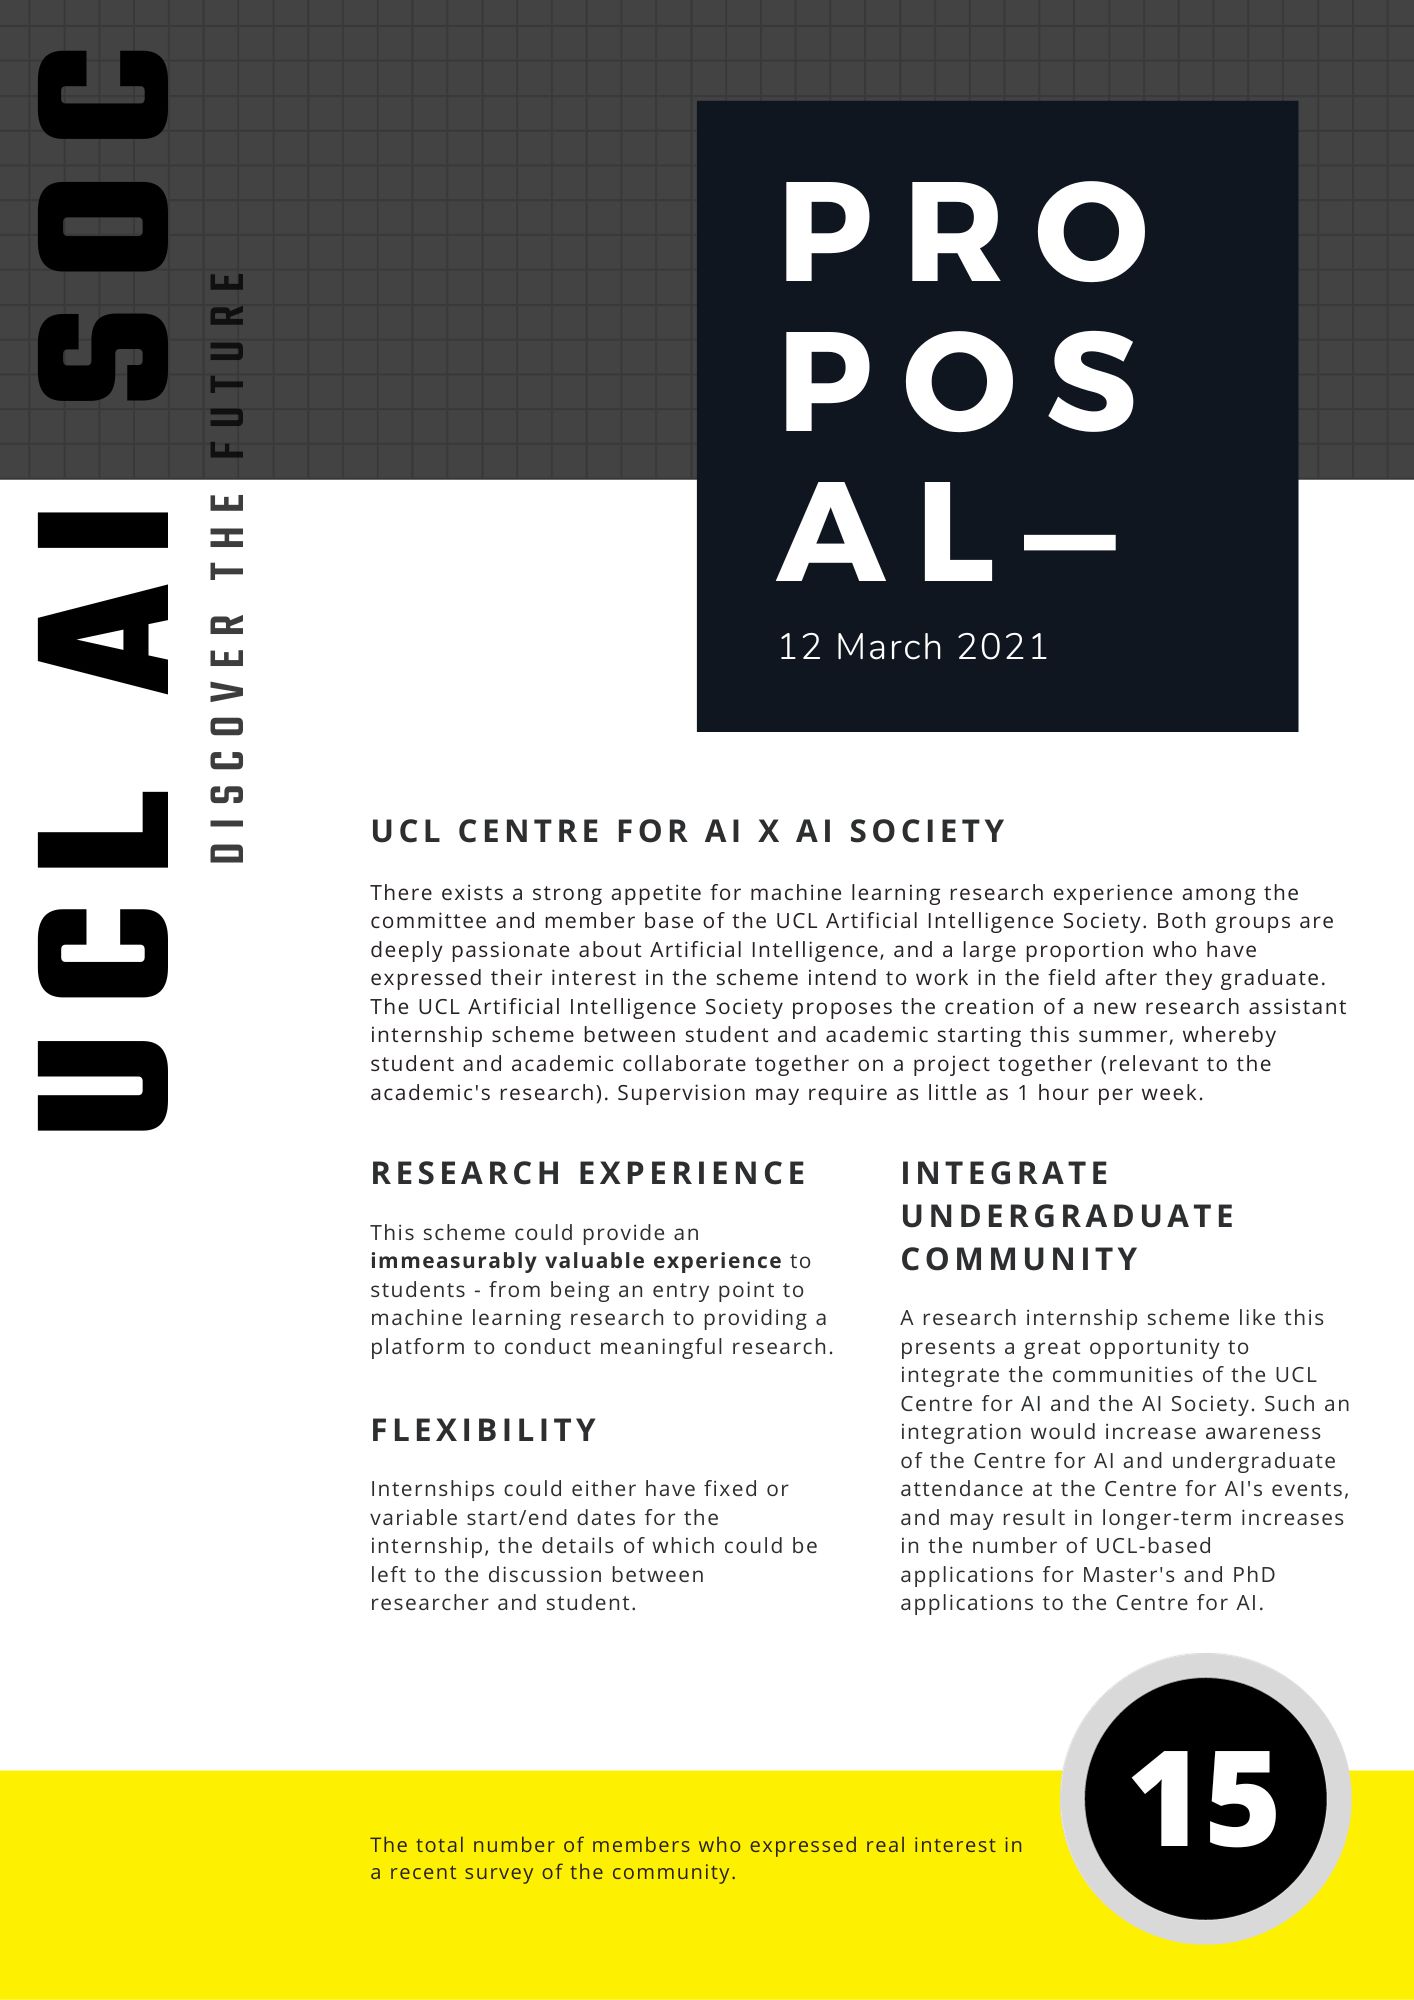 UCL AI SOC
DISCOVER THE FUTURE
PRO
POS
AL—
12 March 2021
UCL CENTRE FOR AI X AI SOCIETY
There exists a strong appetite for machine learning research experience among the
committee and member base of the UCL Artificial Intelligence Society. Both groups are
deeply passionate about Artificial Intelligence, and a large proportion who have
expressed their interest in the scheme intend to work in the field after they graduate.
The UCL Artificial Intelligence Society proposes the creation of a new research assistant
internship scheme between student and academic starting this summer, whereby
student and academic collaborate together on a project together (relevant to the
academic's research). Supervision may require as little as 1 hour per week.
RESEARCH EXPERIENCE
This scheme could provide an
immeasurably valuable experience to
students - from being an entry point to
machine learning research to providing a
platform to conduct meaningful research.
FLEXIBILITY
Internships could either have fixed or
variable start/end dates for the
internship, the details of which could be
left to the discussion between
researcher and student.
INTEGRATE
UNDERGRADUATE
COMMUNITY
A research internship scheme like this
presents a great opportunity to
integrate the communities of the UCL
Centre for AI and the AI Society. Such an
integration would increase awareness
of the Centre for AI and undergraduate
attendance at the Centre for AI's events,
and may result in longer-term increases
in the number of UCL-based
applications for Master's and PhD
applications to the Centre for AI.
The total number of members who expressed real interest in
a recent survey of the community.
15